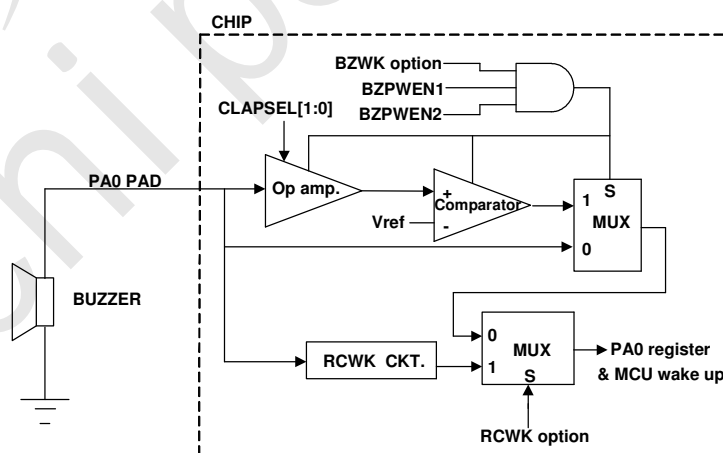 CHIP
BZWK option
BZPWEN1
BZPWEN2
CLAPSEL[1:0]
PA0 PAD
Op amp.
+
Comparator
-
Vref
S
1
MUX
0
BUZZER
RCWK CKT.
0
MUX
1
S
PA0 register
& MCU wake up
RCWK option